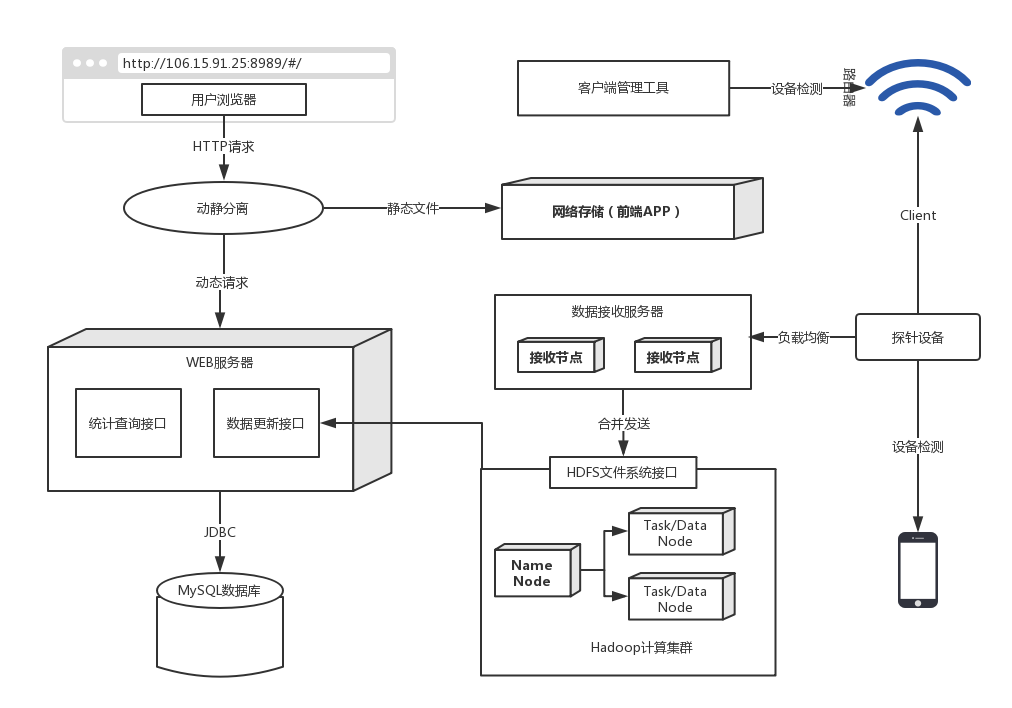 http://106.15.91.25:8989/#/
用户浏览器
HTTP请求
动静分离
静态文件
网络存储（前端APP）
动态请求
WEB服务器
统计查询接口
数据更新接口
JDBC
MySQL数据库
客户端管理工具
设备检测
路由器
Client
探针设备
负载均衡
设备检测
数据接收服务器
接收节点
接收节点
合并发送
HDFS文件系统接口
Name
Node
Task/Data
Node
Task/Data
Node
Hadoop计算集群